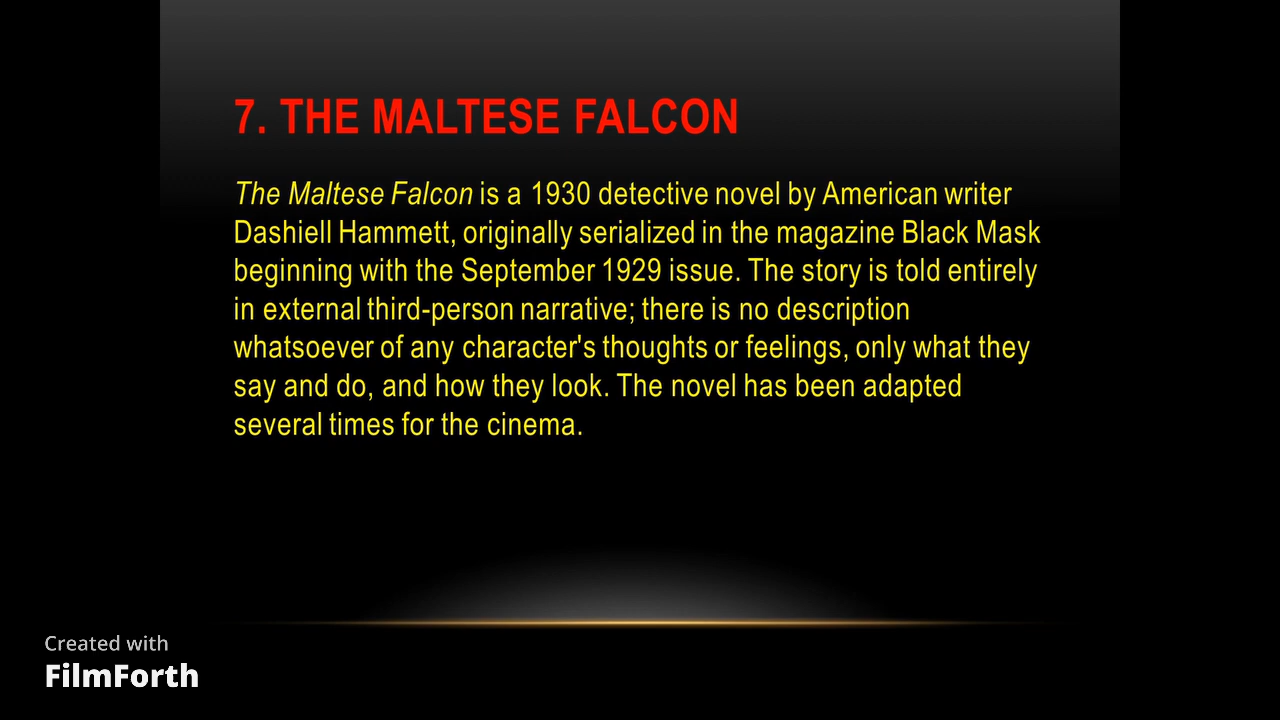 7. THE MALTESE FALCON
The Maltese Falcon is a 1930 detective novel by American writer
Dashiell Hammett, originally serialized in the magazine Black Mask
beginning with the September 1929 issue. The story is told entirely
in external third-person narrative; there is no description
whatsoever of any character's thoughts or feelings, only what they
say and do, and how they look. The novel has been adapted
several times for the cinema.
Created with
FilmForth